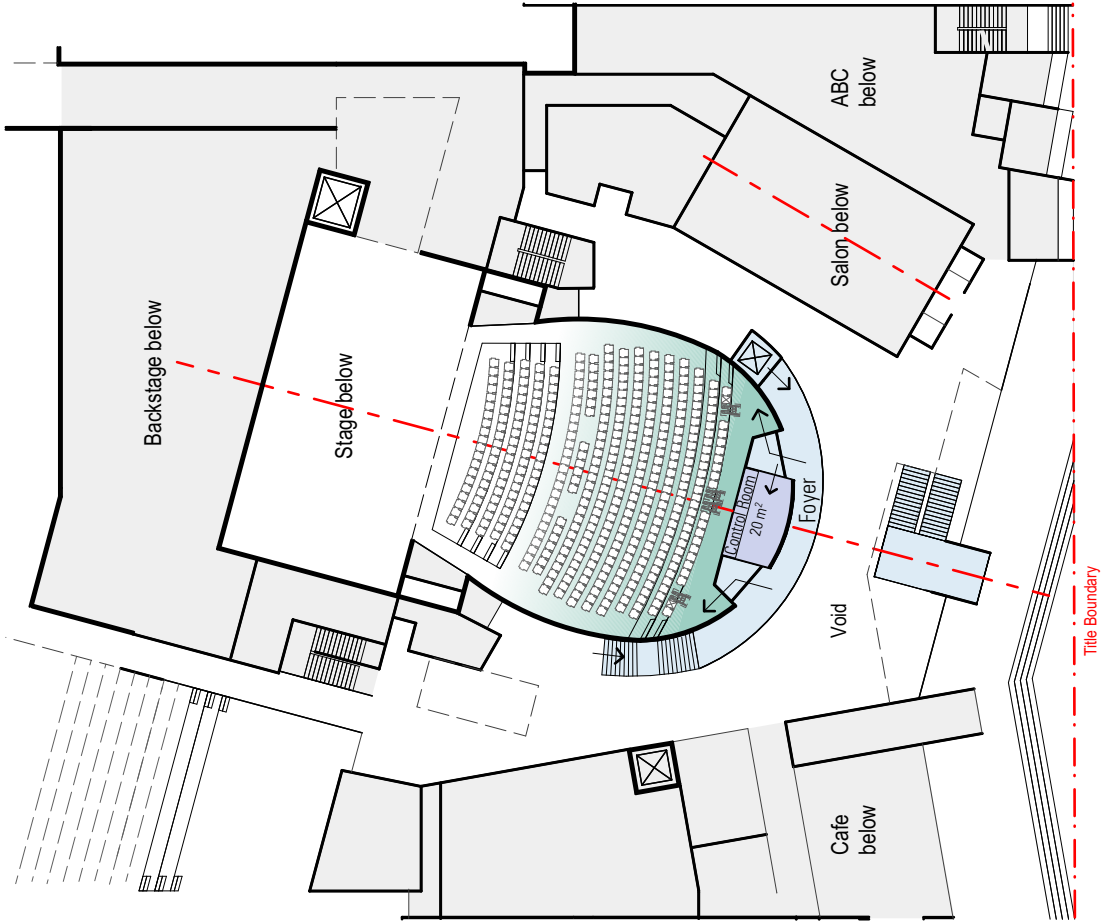 ABC
below
Salon below
Backstage below
Stage below
Control Room
20 m²
Foyer
Void
Title Boundary
Cafe
below